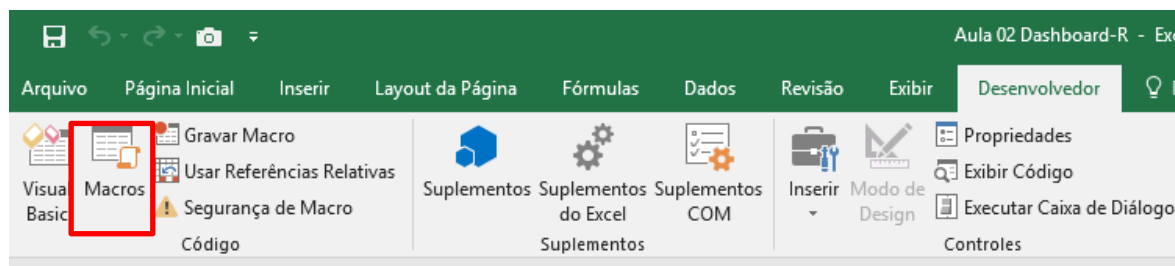 Aula 02 Dashboard-R - Exc
Arquivo Página Inicial Inserir Layout da Página Fórmulas Dados Revisão Exibir Desenvolvedor
Visual Basic
Macros
Gravar Macro
Usar Referências Relativas
Segurança de Macro
Código
Suplementos
Suplementos do Excel
Suplementos COM
Suplementos
Inserir
Modo de Design
Propriedades
Exibir Código
Executar Caixa de Diálogo
Controles